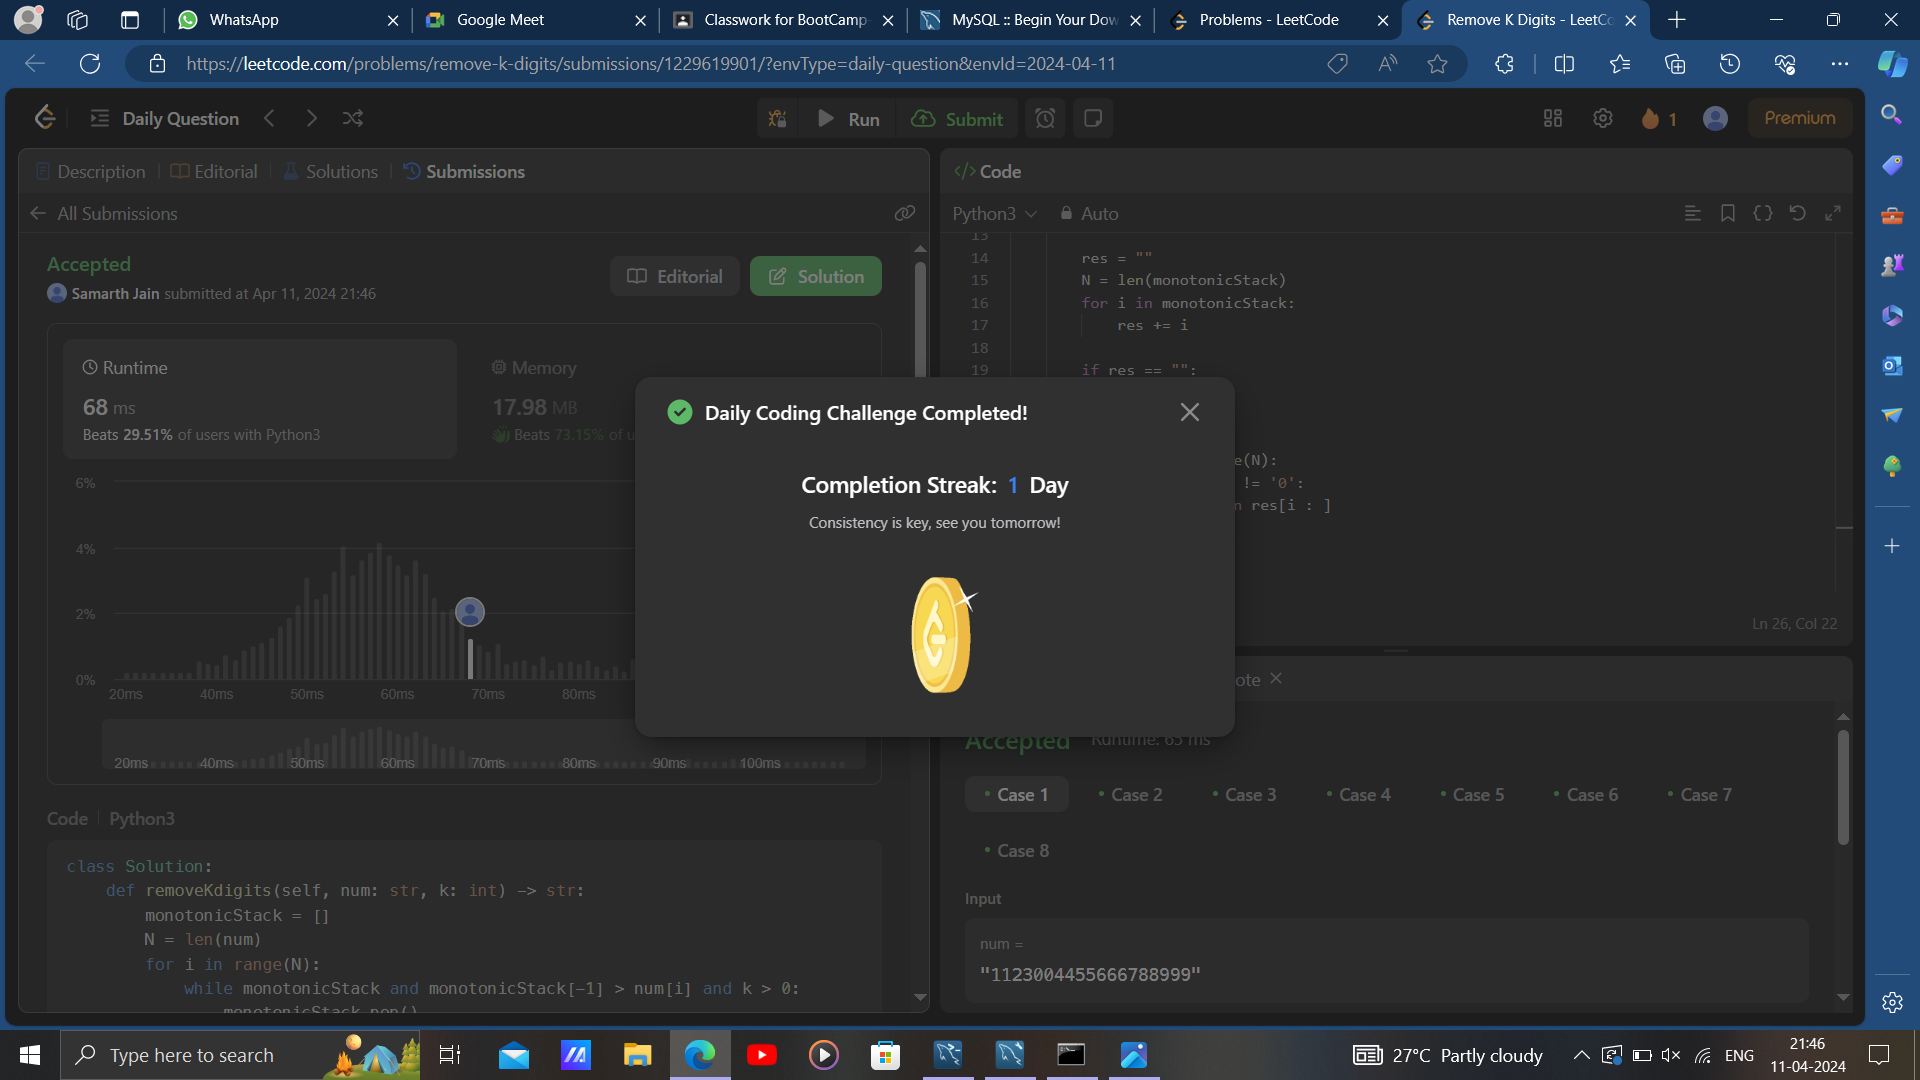 WhatsApp
Google Meet
Classwork for BootCamp-
MySQL :: Begin Your Dow
Problems - LeetCode
Remove K Digits - LeetCo
https://leetcode.com/problems/remove-k-digits/submissions/1229619901/?envType=daily-question&envId=2024-04-11
Daily Question
Run
Submit
1
Premium
Description
Editorial
Solutions
Submissions
All Submissions
Accepted
Samarth Jain submitted at Apr 11, 2024 21:46
Editorial
Solution
Runtime
68 ms
Beats 29.51% of users with Python3
Memory
17.98 MB
Beats 73.15% of u
6%
4%
2%
0%
20ms 40ms 50ms 60ms 70ms 80ms
20ms 40ms 50ms 60ms 70ms 80ms 90ms 100ms
Code
Python3
class Solution:
def removeKdigits(self, num: str, k: int) -> str:
monotonicStack = []
N = len(num)
for i in range(N):
while monotonicStack and monotonicStack[-1] > num[i] and k > 0:
monotonicStack.pop()
</> Code
Python3
Auto
13
14 res = ""
15 N = len(monotonicStack)
16 for i in monotonicStack:
17 res += i
18
19 if res == "":
e(N):
!= '0':
n res[i : ]
Ln 26, Col 22
Daily Coding Challenge Completed!
Completion Streak: 1 Day
Consistency is key, see you tomorrow!
ote
Accepted
Runtime: 65 ms
Case 1
Case 2
Case 3
Case 4
Case 5
Case 6
Case 7
Case 8
Input
num =
"1123004455666788999"
Type here to search
27°C Partly cloudy
ENG
21:46
11-04-2024